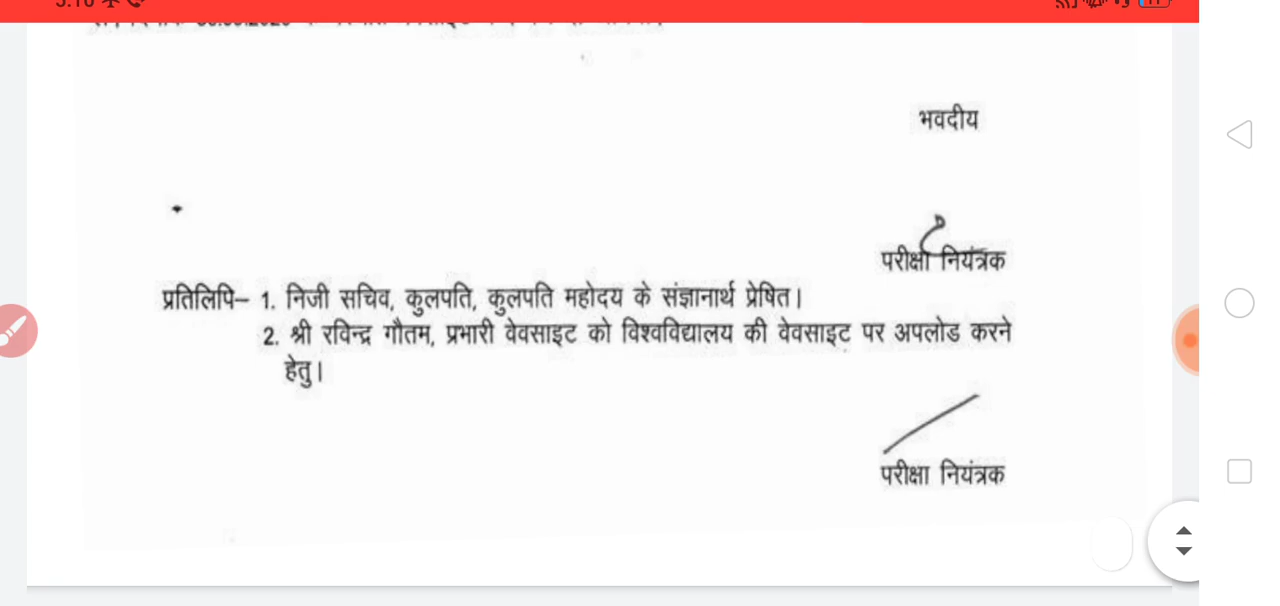 भवदीय
परीक्षा नियंत्रक
प्रतिलिपि– 1. निजी सचिव, कुलपति, कुलपति महोदय के संज्ञानार्थ प्रेषित।
2. श्री रविन्द्र गौतम, प्रभारी वेवसाइट को विश्वविद्यालय की वेवसाइट पर अपलोड करने
हेतु।
परीक्षा नियंत्रक